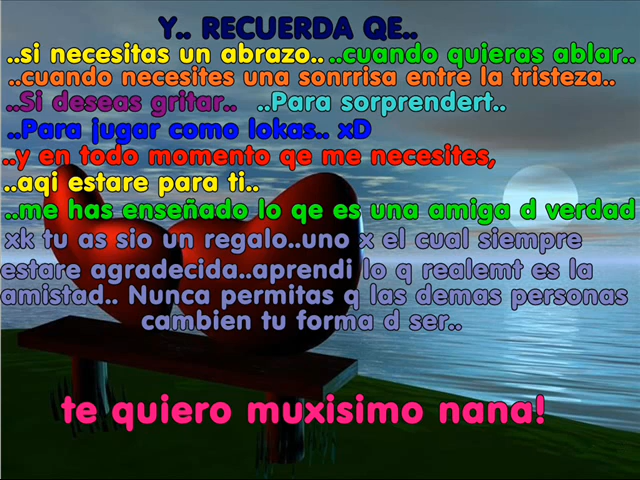 Y.. RECUERDA QE..
..si necesitas un abrazo.. ..cuando quieras ablar..
..cuando necesites una sonrrisa entre la tristeza..
..Si deseas gritar.. ..Para sorprendert..
..Para jugar como lokas.. xD
..y en todo momento qe me necesites,
..aqi estare para ti..
..me has enseñado lo qe es una amiga d verdad
xk tu as sio un regalo..uno x el cual siempre
estare agradecida..aprendi lo q realemt es la
amistad.. Nunca permitas q las demas personas
cambien tu forma d ser..
te quiero muxisimo nana!